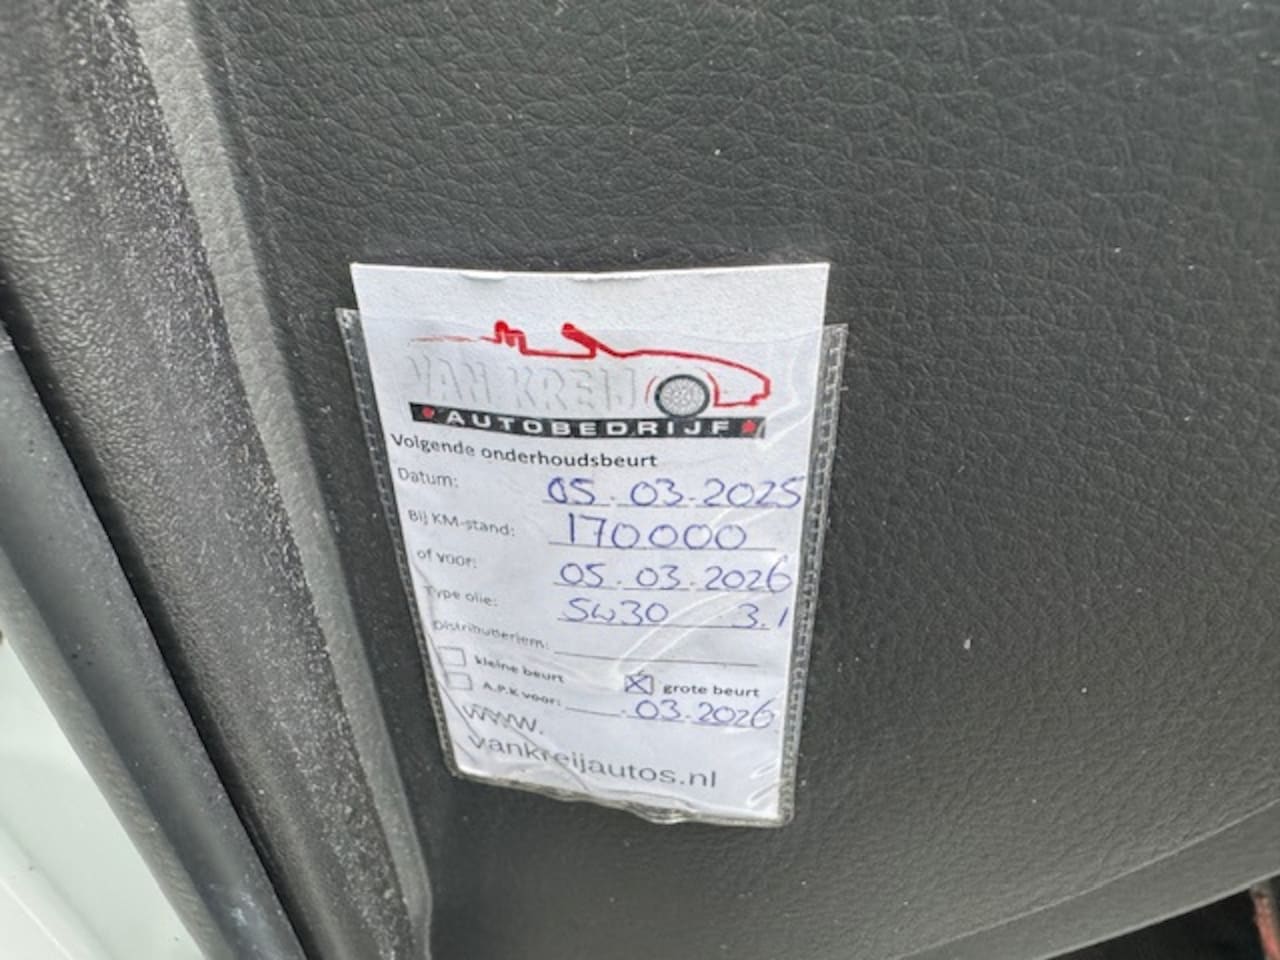 VAN KREIJ
AUTOBEDRIJF
Volgende onderhoudsbeurt
Datum: 05.03.2025
Bij KM-stand: 170000
of voor: 05.03.2026
Type olie: 5W30 3.1
Distributieriem:
kleine beurt grote beurt
A.P.K voor: .03.2026
www.
vankreijautos.nl